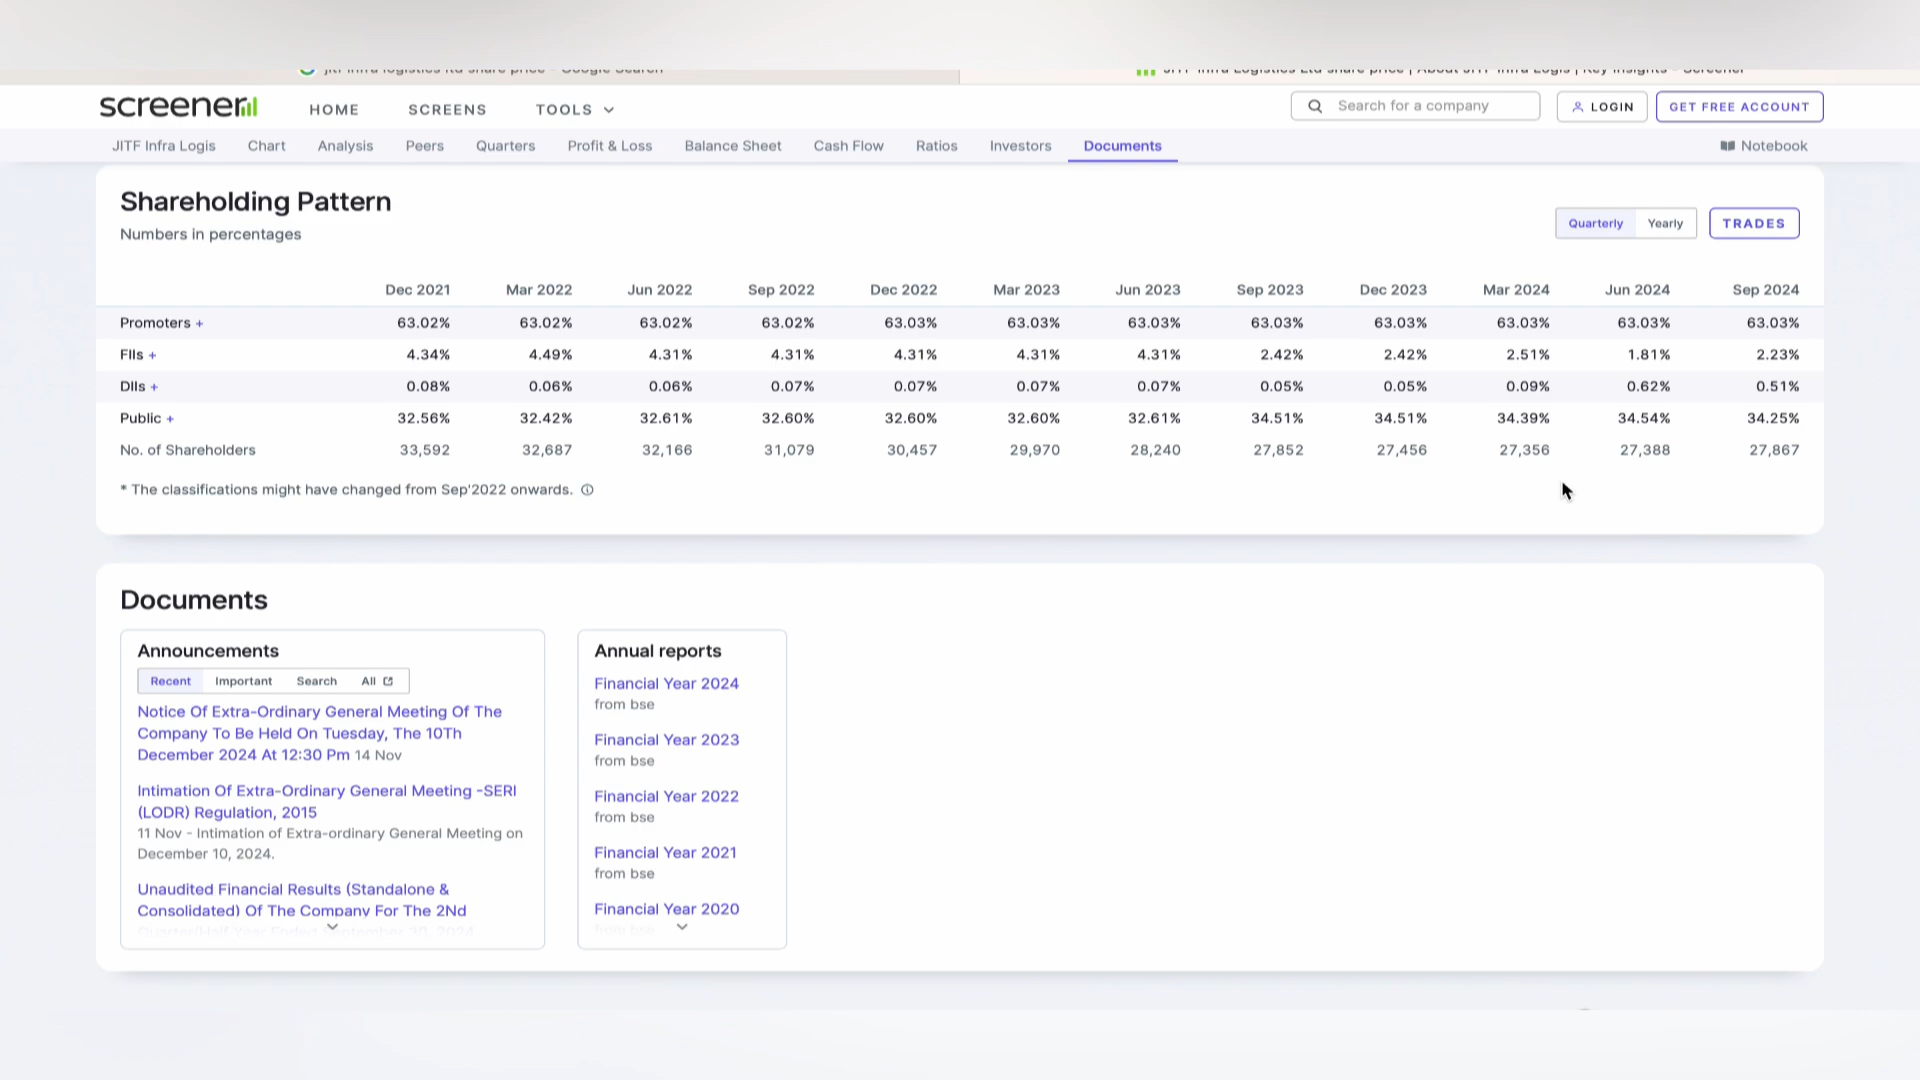 screener
HOME SCREENS TOOLS
Search for a company
LOGIN
GET FREE ACCOUNT
JITF Infra Logis Chart Analysis Peers Quarters Profit & Loss Balance Sheet Cash Flow Ratios Investors Documents Notebook
Shareholding Pattern
Numbers in percentages
Quarterly Yearly TRADES
Dec 2021 Mar 2022 Jun 2022 Sep 2022 Dec 2022 Mar 2023 Jun 2023 Sep 2023 Dec 2023 Mar 2024 Jun 2024 Sep 2024
Promoters + 63.02% 63.02% 63.02% 63.02% 63.03% 63.03% 63.03% 63.03% 63.03% 63.03% 63.03% 63.03%
FIIs + 4.34% 4.49% 4.31% 4.31% 4.31% 4.31% 4.31% 2.42% 2.42% 2.51% 1.81% 2.23%
DIIs + 0.08% 0.06% 0.06% 0.07% 0.07% 0.07% 0.07% 0.05% 0.05% 0.09% 0.62% 0.51%
Public + 32.56% 32.42% 32.61% 32.60% 32.60% 32.60% 32.61% 34.51% 34.51% 34.39% 34.54% 34.25%
No. of Shareholders 33,592 32,687 32,166 31,079 30,457 29,970 28,240 27,852 27,456 27,356 27,388 27,867
* The classifications might have changed from Sep'2022 onwards.
Documents
Announcements
Recent Important Search All
Notice Of Extra-Ordinary General Meeting Of The
Company To Be Held On Tuesday, The 10Th
December 2024 At 12:30 Pm 14 Nov
Intimation Of Extra-Ordinary General Meeting -SERI
(LODR) Regulation, 2015
11 Nov - Intimation of Extra-ordinary General Meeting on
December 10, 2024.
Unaudited Financial Results (Standalone &
Consolidated) Of The Company For The 2Nd
Quarter/Half Year Ended September 30, 2024
Annual reports
Financial Year 2024
from bse
Financial Year 2023
from bse
Financial Year 2022
from bse
Financial Year 2021
from bse
Financial Year 2020
from bse